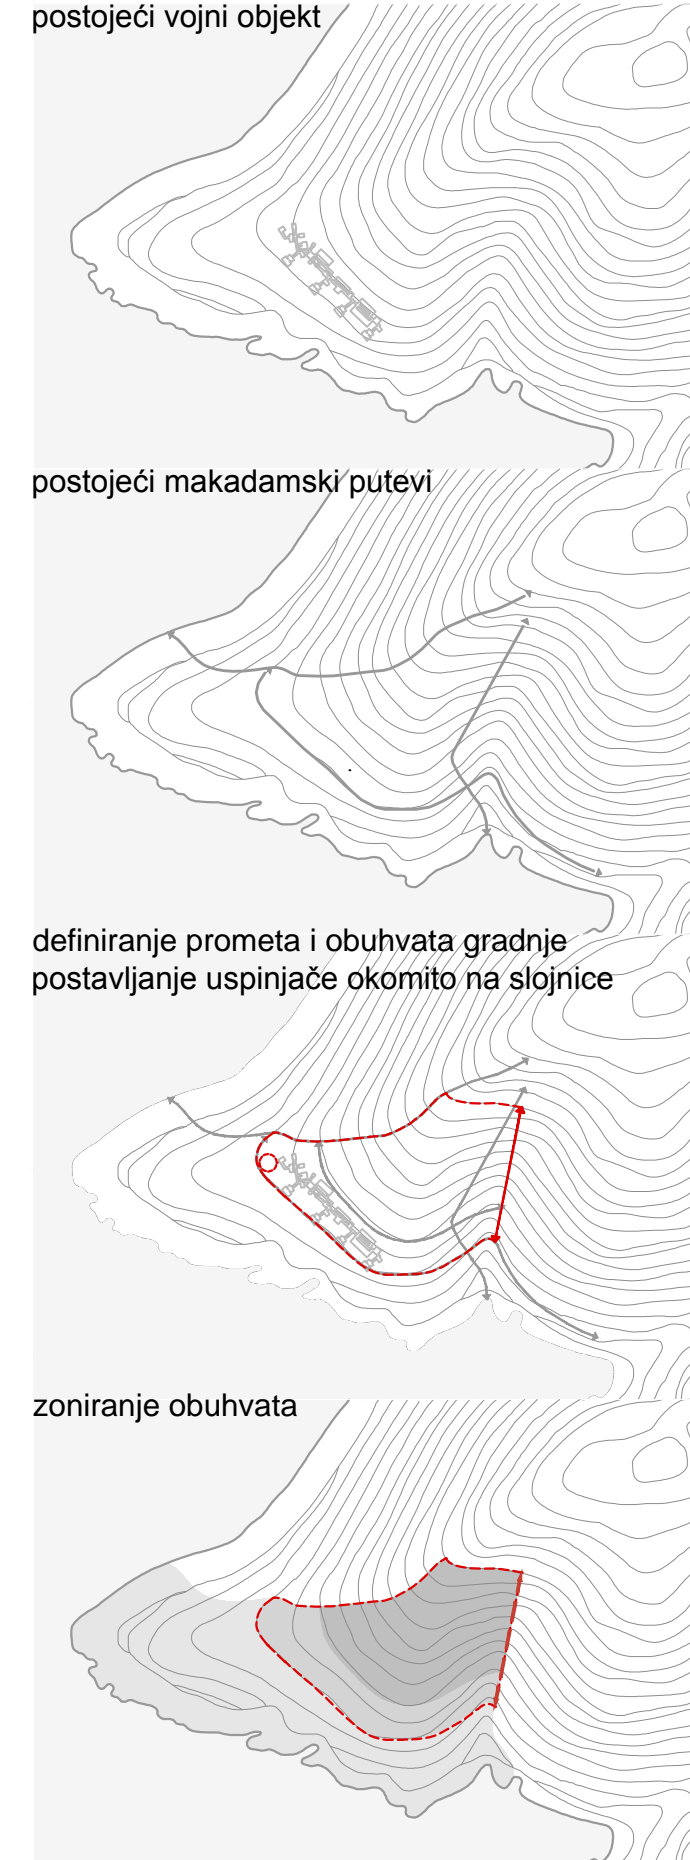 postojeći vojni objekt
postojeći makadamski putevi
definiranje prometa i obuhvata gradnje
postavljanje uspinjače okomito na slojnice
zoniranje obuhvata